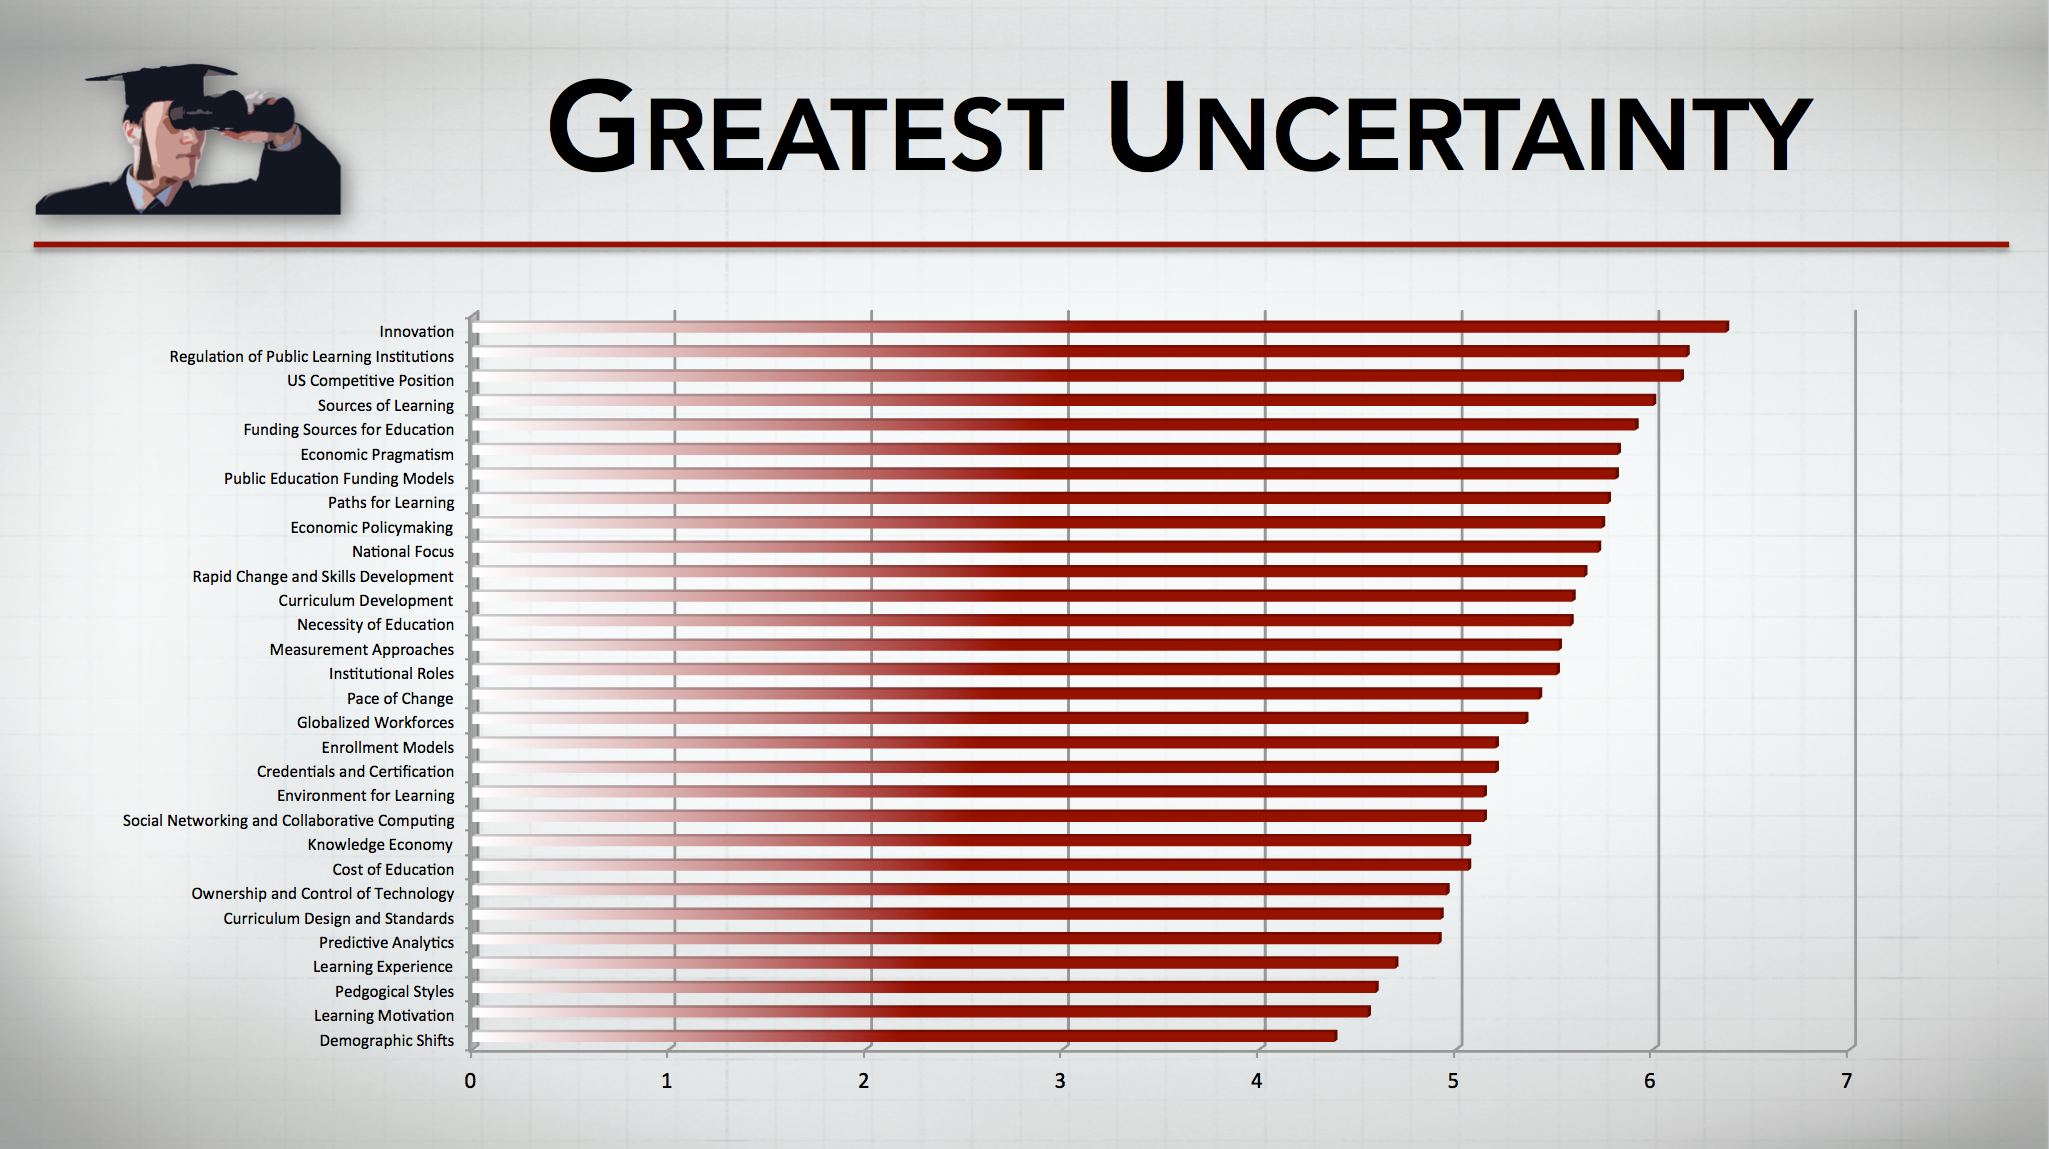 GREATEST UNCERTAINTY
Innovation
Regulation of Public Learning Institutions
US Competitive Position
Sources of Learning
Funding Sources for Education
Economic Pragmatism
Public Education Funding Models
Paths for Learning
Economic Policymaking
National Focus
Rapid Change and Skills Development
Curriculum Development
Necessity of Education
Measurement Approaches
Institutional Roles
Pace of Change
Globalized Workforces
Enrollment Models
Credentials and Certification
Environment for Learning
Social Networking and Collaborative Computing
Knowledge Economy
Cost of Education
Ownership and Control of Technology
Curriculum Design and Standards
Predictive Analytics
Learning Experience
Pedgogical Styles
Learning Motivation
Demographic Shifts
0 1 2 3 4 5 6 7